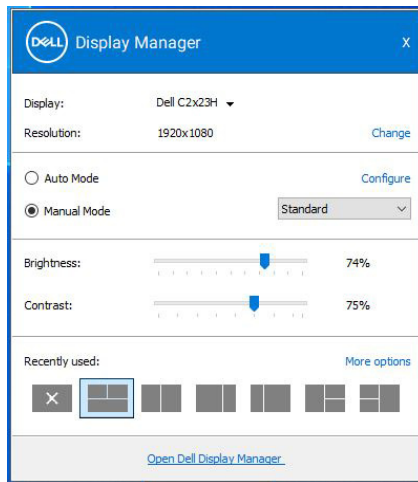 DELL Display Manager X
Display: Dell C2x23H
Resolution: 1920x1080 Change
Auto Mode Configure
Manual Mode Standard
Brightness: 74%
Contrast: 75%
Recently used: More options
Open Dell Display Manager